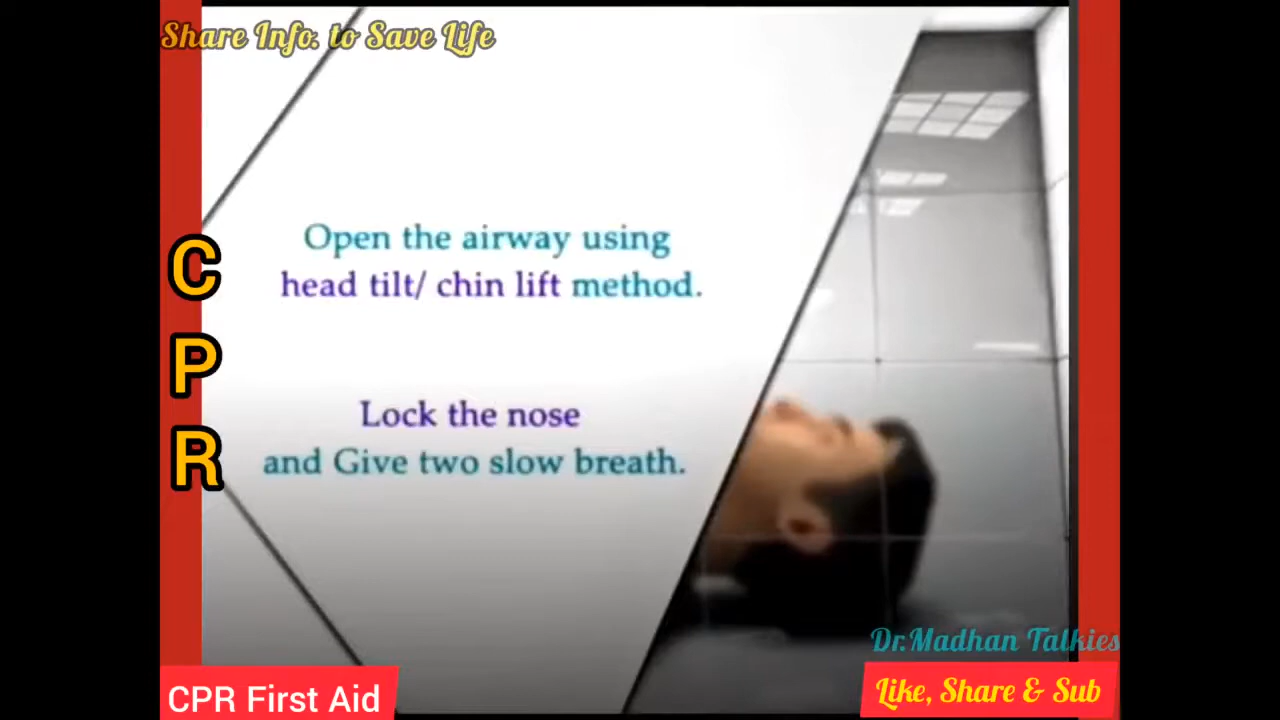 Share Info. to Save Life
Open the airway using
head tilt/ chin lift method.
Lock the nose
and Give two slow breath.
C
P
R
Dr.Madhan Talkies
CPR First Aid
Like, Share & Sub